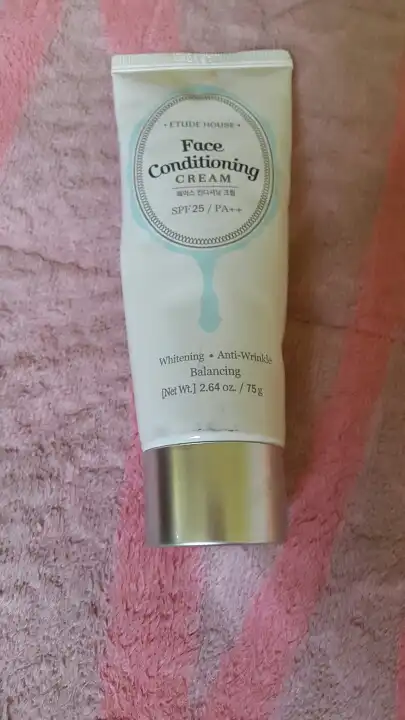 • ETUDE HOUSE •
Face
Conditioning
CREAM
페이스 컨디셔닝 크림
SPF 25 / PA++
Whitening • Anti-Wrinkle
Balancing
[Net Wt.] 2.64 oz. / 75 g